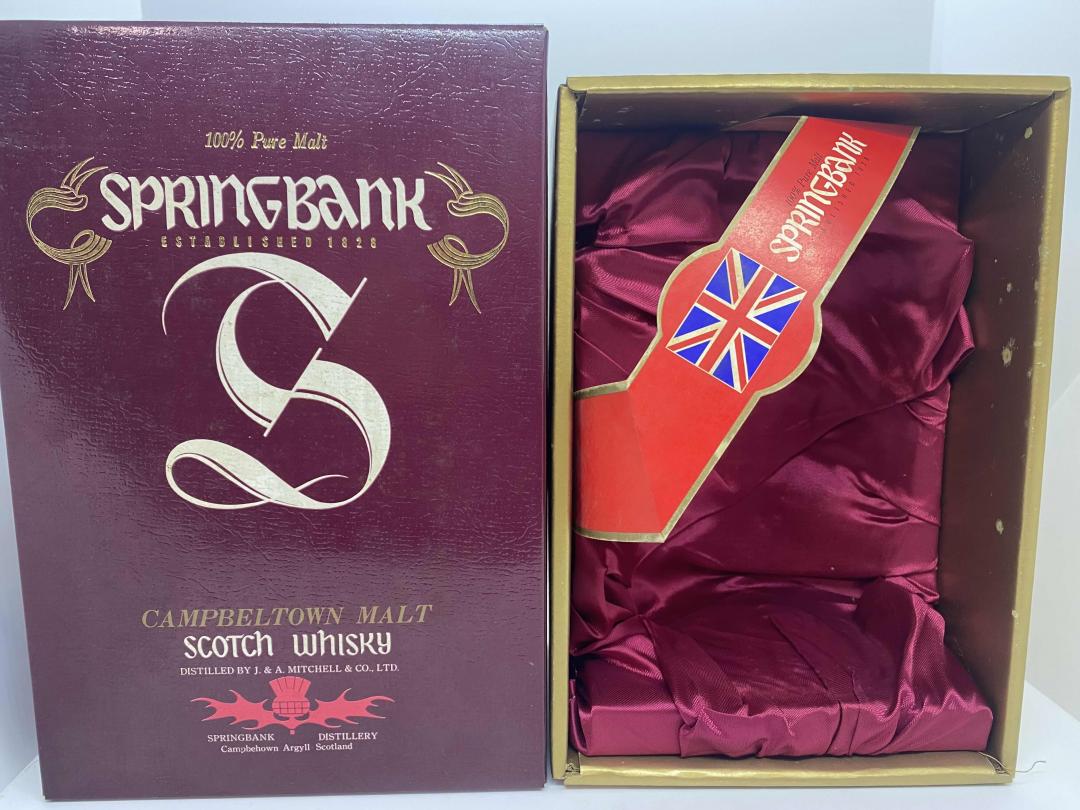 100% Pure Malt
SPRINGBANK
ESTABLISHED 1828
S
CAMPBELTOWN MALT
SCOTCH WHISKY
DISTILLED BY J. & A. MITCHELL & CO., LTD.
SPRINGBANK DISTILLERY
Campbehown Argyll Scotland
100% Pure Malt
SPRINGBANK